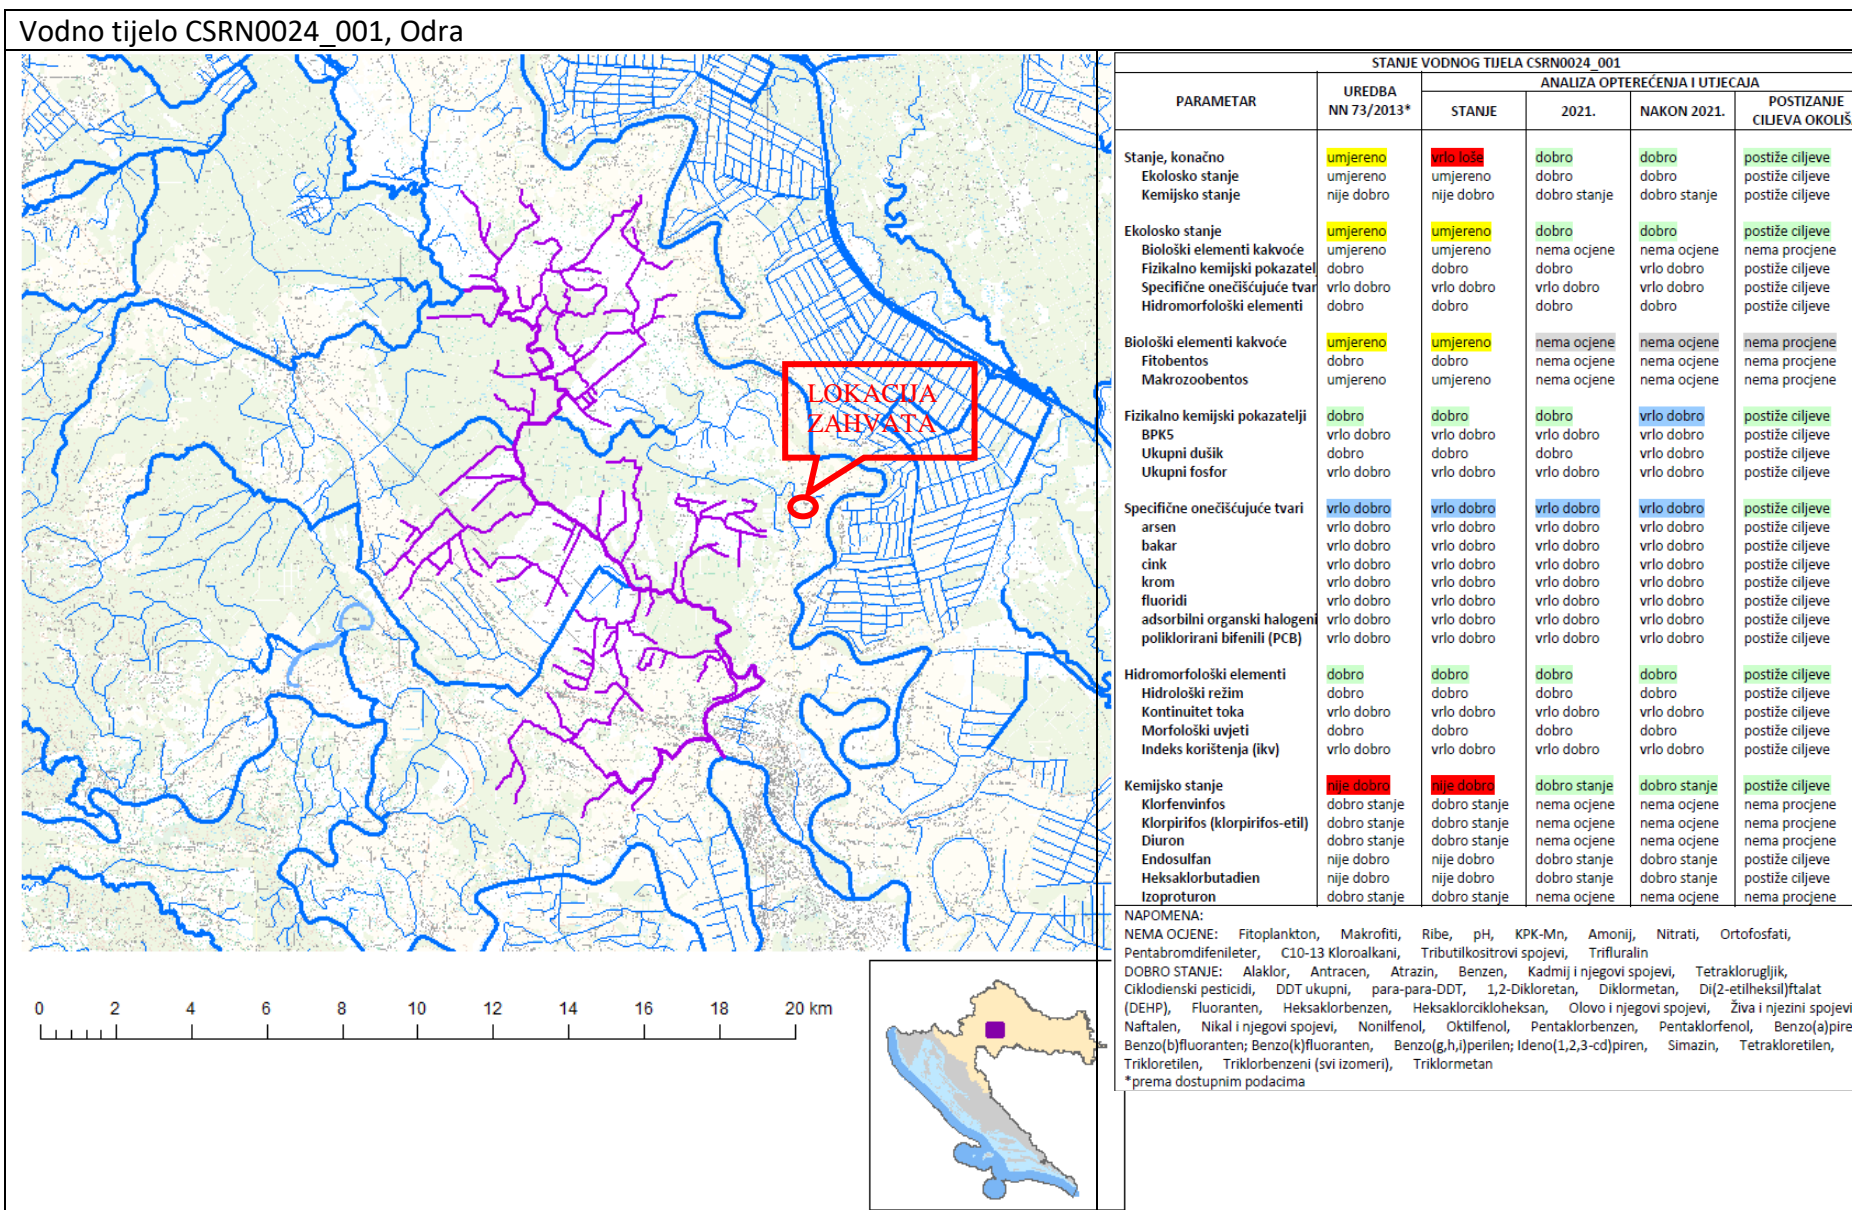 Vodno tijelo CSRN0024_001, Odra
LOKACIJA
ZAHVATA
0 2 4 6 8 10 12 14 16 18 20 km
STANJE VODNOG TIJELA CSRN0024_001
PARAMETAR UREDBA NN 73/2013* ANALIZA OPTEREĆENJA I UTJECAJA
STANJE 2021. NAKON 2021. POSTIZANJE CILJEVA OKOLIŠ
Stanje, konačno umjereno vrlo loše dobro dobro postiže ciljeve
Ekolosko stanje umjereno umjereno dobro dobro postiže ciljeve
Kemijsko stanje nije dobro nije dobro dobro stanje dobro stanje postiže ciljeve
Ekolosko stanje umjereno umjereno dobro dobro postiže ciljeve
Biološki elementi kakvoće umjereno umjereno nema ocjene nema ocjene nema procjene
Fizikalno kemijski pokazatelj dobro dobro dobro vrlo dobro postiže ciljeve
Specifične onečišćujuće tvar vrlo dobro vrlo dobro vrlo dobro vrlo dobro postiže ciljeve
Hidromorfološki elementi dobro dobro dobro dobro postiže ciljeve
Biološki elementi kakvoće umjereno umjereno nema ocjene nema ocjene nema procjene
Fitobentos dobro dobro nema ocjene nema ocjene nema procjene
Makrozoobentos umjereno umjereno nema ocjene nema ocjene nema procjene
Fizikalno kemijski pokazatelji dobro dobro dobro vrlo dobro postiže ciljeve
BPK5 vrlo dobro vrlo dobro vrlo dobro vrlo dobro postiže ciljeve
Ukupni dušik dobro dobro dobro vrlo dobro postiže ciljeve
Ukupni fosfor vrlo dobro vrlo dobro vrlo dobro vrlo dobro postiže ciljeve
Specifične onečišćujuće tvari vrlo dobro vrlo dobro vrlo dobro vrlo dobro postiže ciljeve
arsen vrlo dobro vrlo dobro vrlo dobro vrlo dobro postiže ciljeve
bakar vrlo dobro vrlo dobro vrlo dobro vrlo dobro postiže ciljeve
cink vrlo dobro vrlo dobro vrlo dobro vrlo dobro postiže ciljeve
krom vrlo dobro vrlo dobro vrlo dobro vrlo dobro postiže ciljeve
fluoridi vrlo dobro vrlo dobro vrlo dobro vrlo dobro postiže ciljeve
adsorbilni organski halogeni vrlo dobro vrlo dobro vrlo dobro vrlo dobro postiže ciljeve
poliklorirani bifenili (PCB) vrlo dobro vrlo dobro vrlo dobro vrlo dobro postiže ciljeve
Hidromorfološki elementi dobro dobro dobro dobro postiže ciljeve
Hidrološki režim dobro dobro dobro dobro postiže ciljeve
Kontinuitet toka vrlo dobro vrlo dobro vrlo dobro vrlo dobro postiže ciljeve
Morfološki uvjeti dobro dobro dobro dobro postiže ciljeve
Indeks korištenja (ikv) vrlo dobro vrlo dobro vrlo dobro vrlo dobro postiže ciljeve
Kemijsko stanje nije dobro nije dobro dobro stanje dobro stanje postiže ciljeve
Klorfenvinfos dobro stanje dobro stanje nema ocjene nema ocjene nema procjene
Klorpirifos (klorpirifos-etil) dobro stanje dobro stanje nema ocjene nema ocjene nema procjene
Diuron dobro stanje dobro stanje nema ocjene nema ocjene nema procjene
Endosulfan nije dobro nije dobro dobro stanje dobro stanje postiže ciljeve
Heksaklorbutadien nije dobro nije dobro dobro stanje dobro stanje postiže ciljeve
Izoproturon dobro stanje dobro stanje nema ocjene nema ocjene nema procjene
NAPOMENA:
NEMA OCJENE: Fitoplankton, Makrofiti, Ribe, pH, KPK-Mn, Amonij, Nitrati, Ortofosfati,
Pentabromdifenileter, C10-13 Kloroalkani, Tributilkositrovi spojevi, Trifluralin
DOBRO STANJE: Alaklor, Antracen, Atrazin, Benzen, Kadmij i njegovi spojevi, Tetraklorugljik,
Ciklodienski pesticidi, DDT ukupni, para-para-DDT, 1,2-Dikloretan, Diklormetan, Di(2-etilheksil)ftalat
(DEHP), Fluoranten, Heksaklorbenzen, Heksaklorcikloheksan, Olovo i njegovi spojevi, Živa i njezini spojevi
Naftalen, Nikal i njegovi spojevi, Nonilfenol, Oktilfenol, Pentaklorbenzen, Pentaklorfenol, Benzo(a)pire
Benzo(b)fluoranten; Benzo(k)fluoranten, Benzo(g,h,i)perilen; Ideno(1,2,3-cd)piren, Simazin, Tetrakloretilen,
Trikloretilen, Triklorbenzeni (svi izomeri), Triklormetan
*prema dostupnim podacima